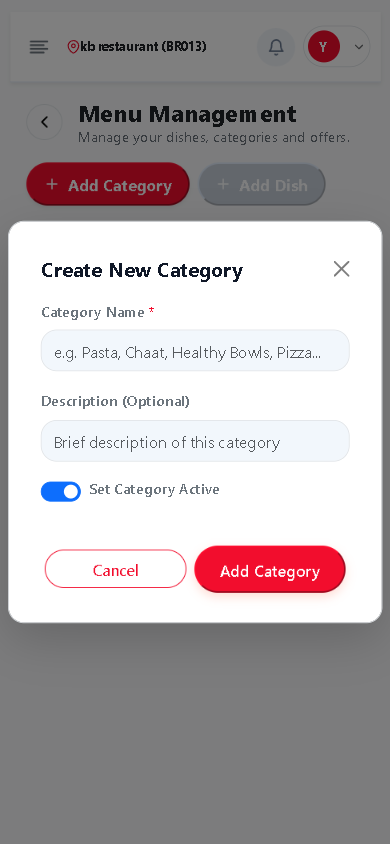 kb restaurant (BR013)
Y
Menu Management
Manage your dishes, categories and offers.
+ Add Category
+ Add Dish
Create New Category
Category Name *
e.g. Pasta, Chaat, Healthy Bowls, Pizza...
Description (Optional)
Brief description of this category
Set Category Active
Cancel
Add Category